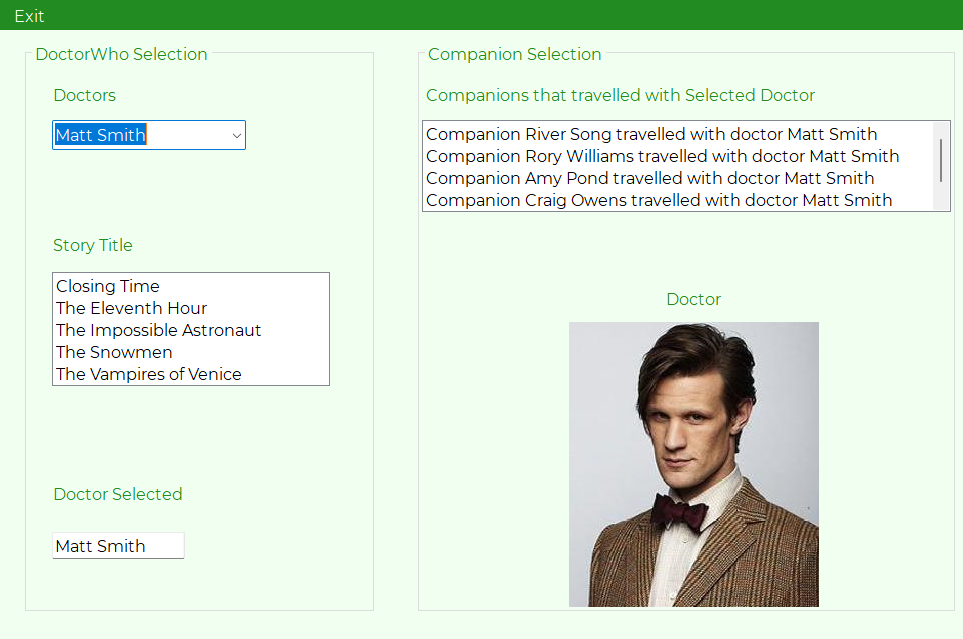 Exit
DoctorWho Selection
Doctors
Matt Smith
Story Title
Closing Time
The Eleventh Hour
The Impossible Astronaut
The Snowmen
The Vampires of Venice
Doctor Selected
Matt Smith
Companion Selection
Companions that travelled with Selected Doctor
Companion River Song travelled with doctor Matt Smith
Companion Rory Williams travelled with doctor Matt Smith
Companion Amy Pond travelled with doctor Matt Smith
Companion Craig Owens travelled with doctor Matt Smith
Doctor